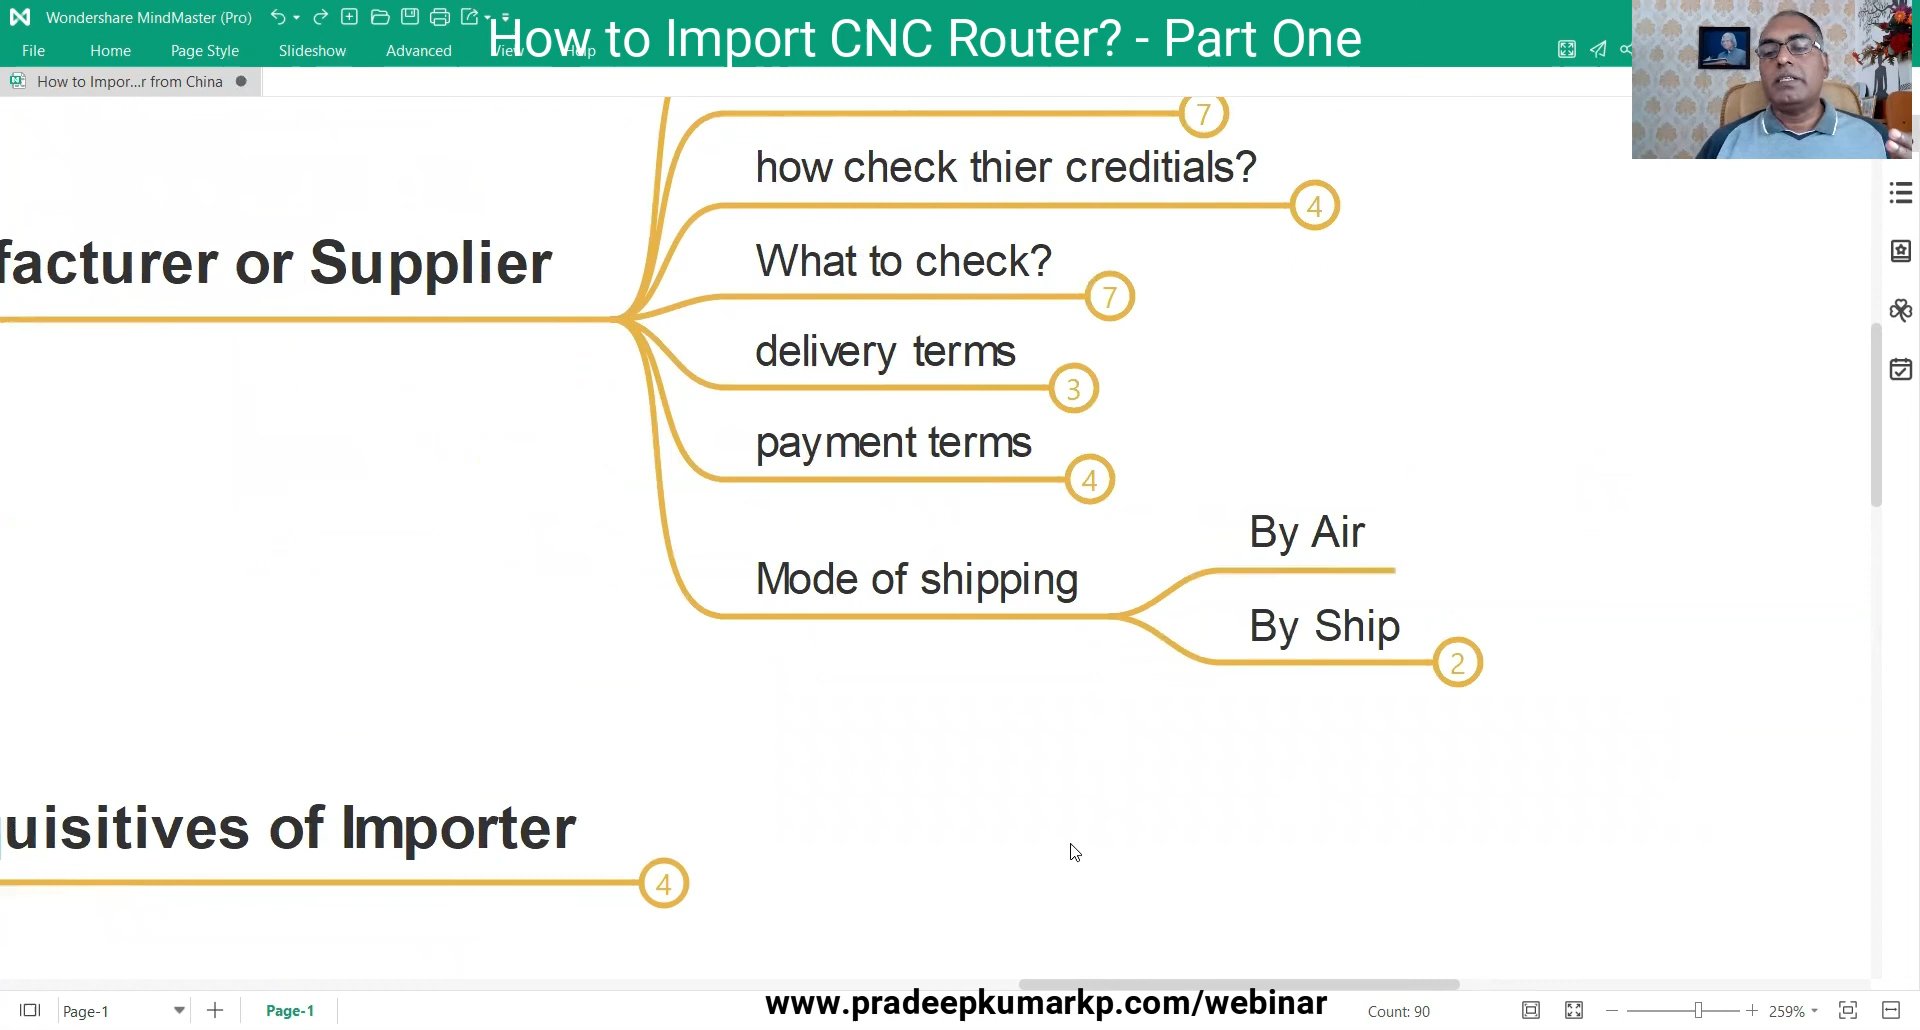 Wondershare MindMaster (Pro)
How to Import CNC Router? - Part One
File Home Page Style Slideshow Advanced View Help
How to Impor...r from China
7
how check thier creditials?
4
facturer or Supplier
What to check?
7
delivery terms
3
payment terms
4
By Air
Mode of shipping
By Ship
2
uisitives of Importer
4
www.pradeepkumarkp.com/webinar
Page-1
Page-1
Count: 90
259%